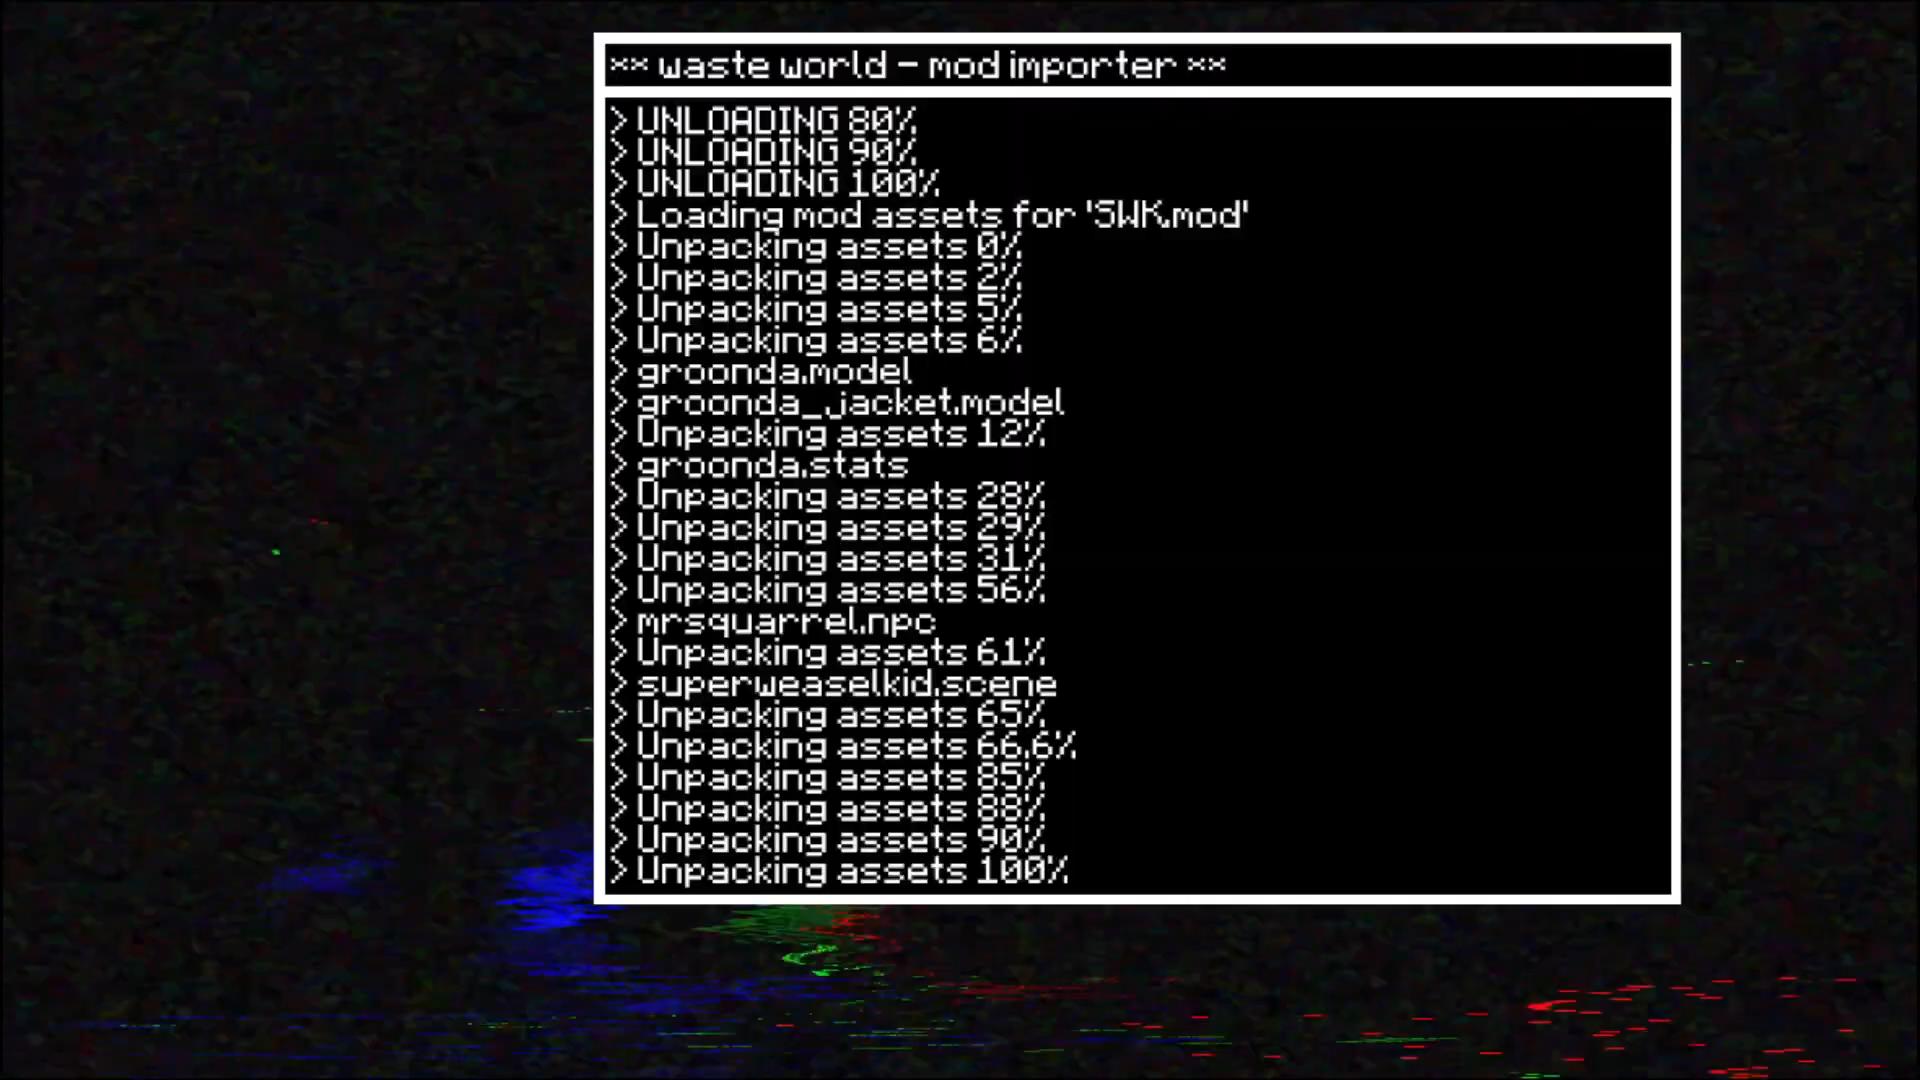 ×× waste world – mod importer ××
> UNLOADING 80%
> UNLOADING 90%
> UNLOADING 100%
> Loading mod assets for 'SWK.mod'
> Unpacking assets 0%
> Unpacking assets 2%
> Unpacking assets 5%
> Unpacking assets 6%
> groonda.model
> groonda_jacket.model
> Unpacking assets 12%
> groonda.stats
> Unpacking assets 28%
> Unpacking assets 29%
> Unpacking assets 31%
> Unpacking assets 56%
> mrsquarrel.npc
> Unpacking assets 61%
> superweaselkid.scene
> Unpacking assets 65%
> Unpacking assets 66.6%
> Unpacking assets 85%
> Unpacking assets 88%
> Unpacking assets 90%
> Unpacking assets 100%